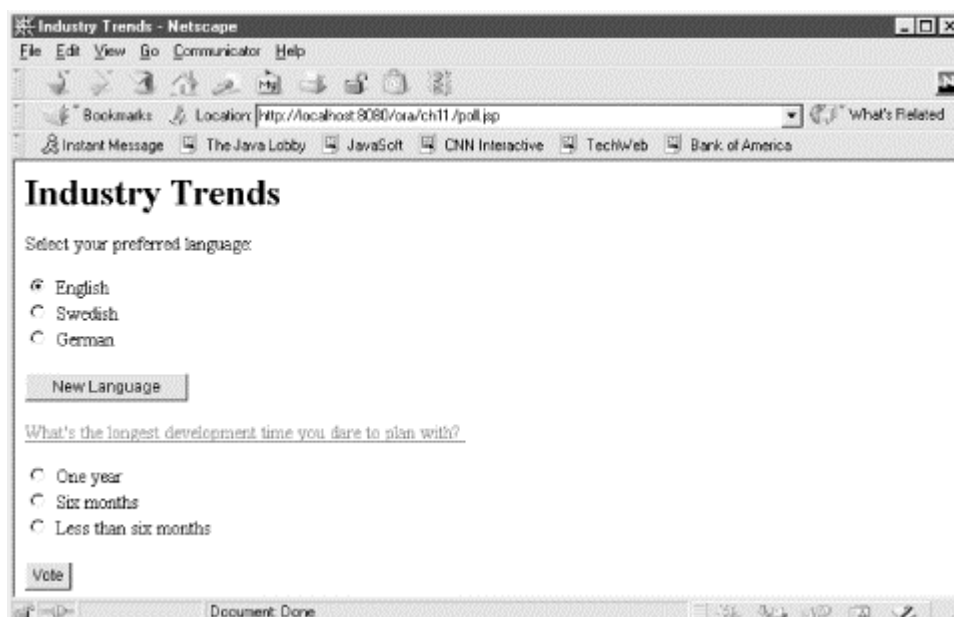 Industry Trends - Netscape
File Edit View Go Communicator Help
Bookmarks Location: http://localhost:8080/ora/ch11/poll.jsp What's Related
Instant Message The Java Lobby JavaSoft CNN Interactive TechWeb Bank of America
Industry Trends
Select your preferred language:
English
Swedish
German
New Language
What's the longest development time you dare to plan with?
One year
Six months
Less than six months
Vote
Document: Done